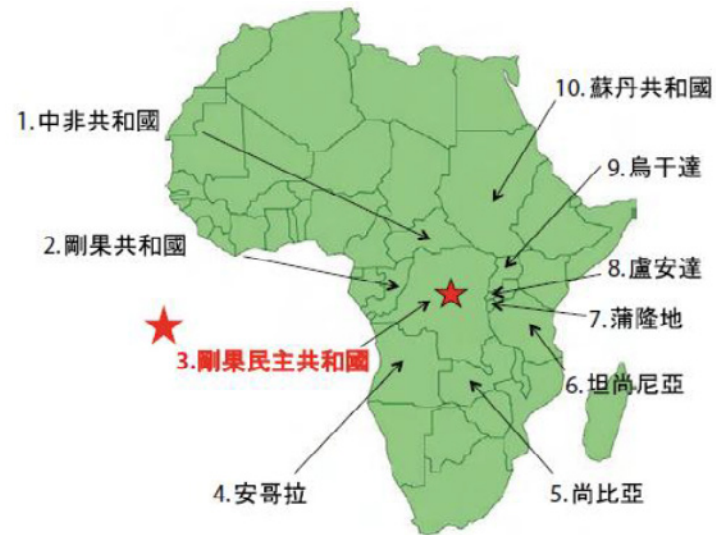 1.中非共和國
2.剛果共和國
3.剛果民主共和國
4.安哥拉
5.尚比亞
6.坦尚尼亞
7.蒲隆地
8.盧安達
9.烏干達
10.蘇丹共和國